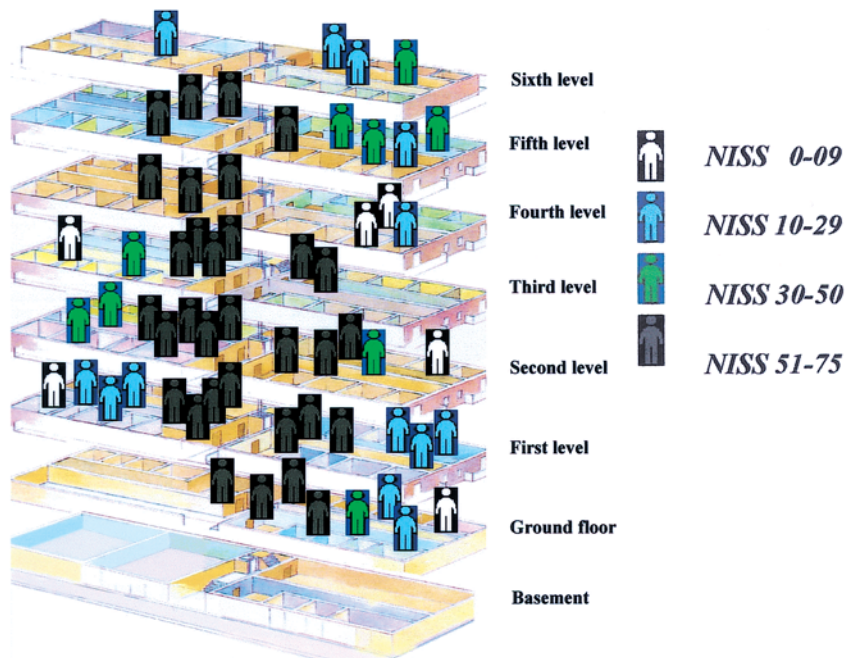 Sixth level
Fifth level
NISS 0-09
Fourth level
NISS 10-29
Third level
NISS 30-50
Second level
NISS 51-75
First level
Ground floor
Basement